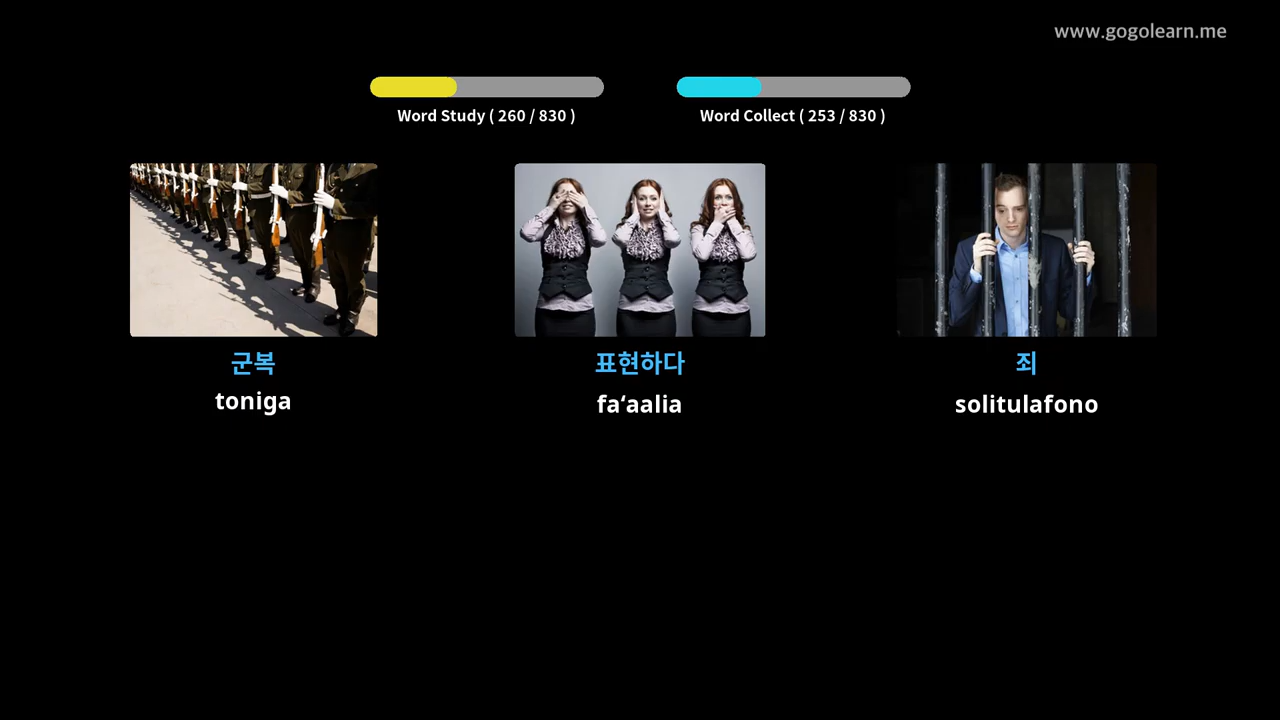 www.gogolearn.me
Word Study ( 260 / 830 )
Word Collect ( 253 / 830 )
군복
표현하다
죄
toniga
fa‘aalia
solitulafono